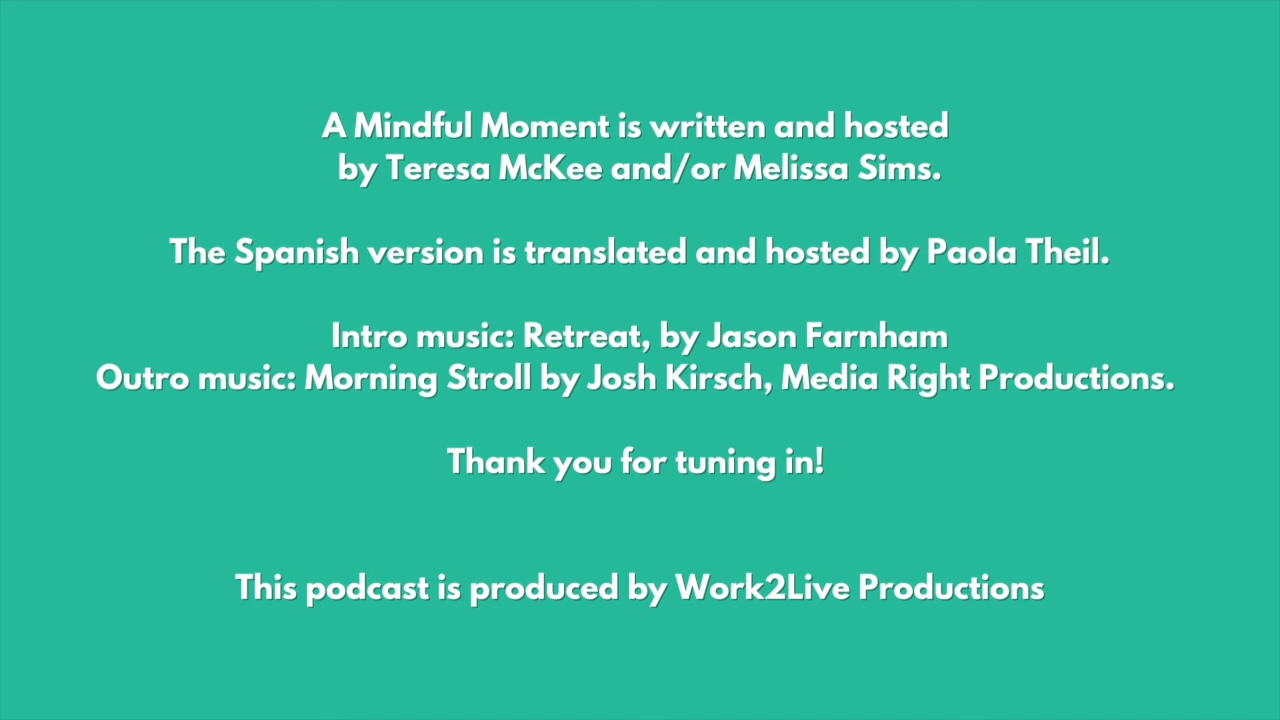 A Mindful Moment is written and hosted
by Teresa McKee and/or Melissa Sims.
The Spanish version is translated and hosted by Paola Theil.
Intro music: Retreat, by Jason Farnham
Outro music: Morning Stroll by Josh Kirsch, Media Right Productions.
Thank you for tuning in!
This podcast is produced by Work2Live Productions